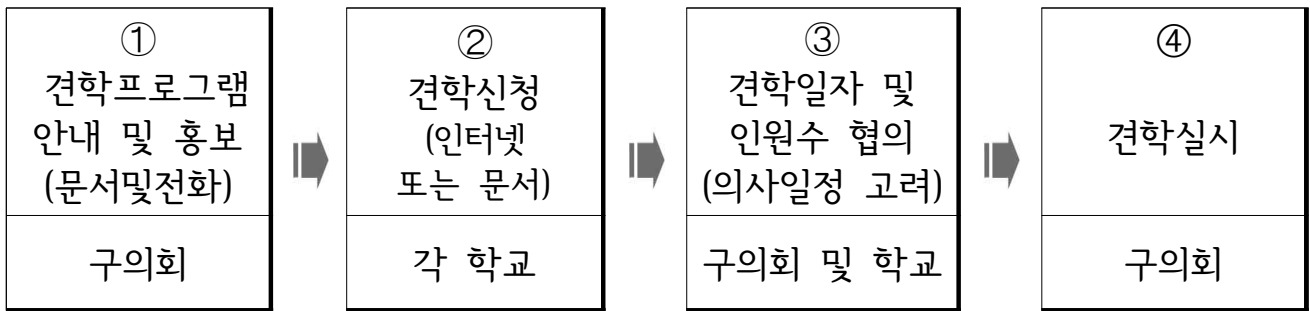 ①
견학프로그램
안내 및 홍보
(문서및전화)
구의회
②
견학신청
(인터넷
또는 문서)
각 학교
③
견학일자 및
인원수 협의
(의사일정 고려)
구의회 및 학교
④
견학실시
구의회